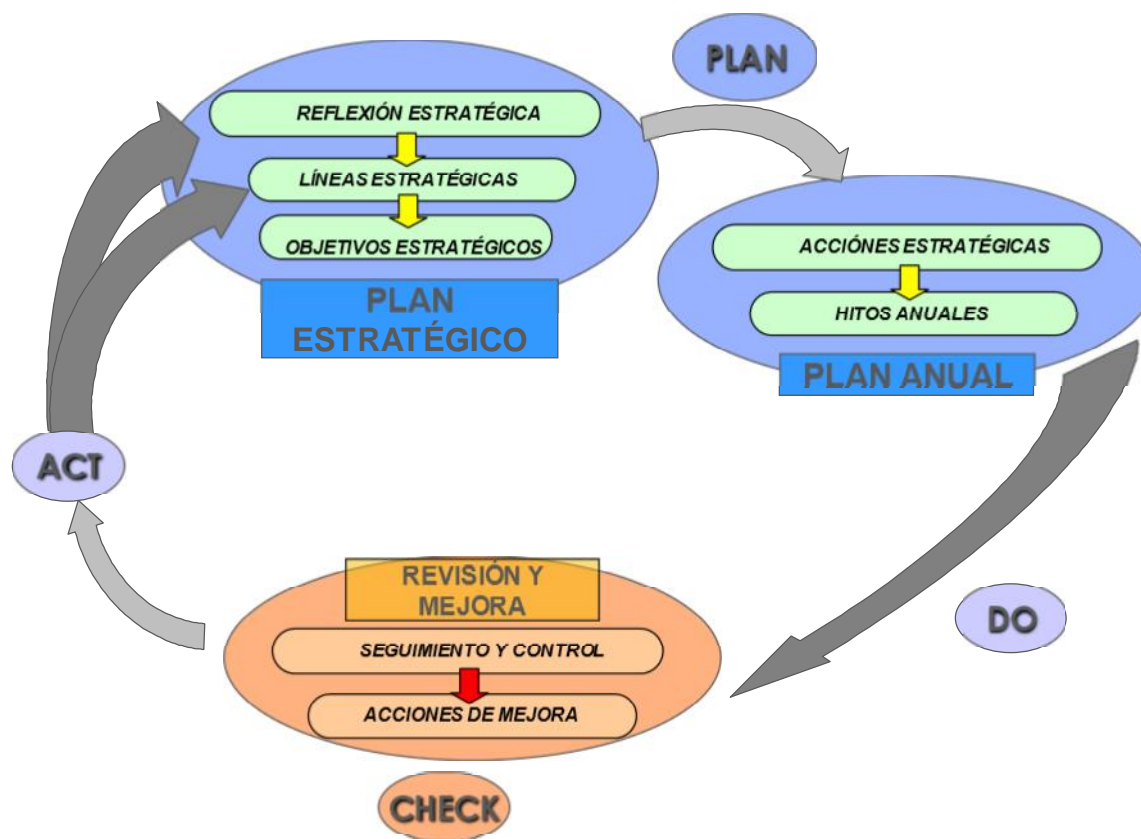 PLAN
REFLEXIÓN ESTRATÉGICA
LÍNEAS ESTRATÉGICAS
OBJETIVOS ESTRATÉGICOS
PLAN
ESTRATÉGICO
ACCIÓNES ESTRATÉGICAS
HITOS ANUALES
PLAN ANUAL
ACT
DO
REVISIÓN Y
MEJORA
SEGUIMIENTO Y CONTROL
ACCIONES DE MEJORA
CHECK